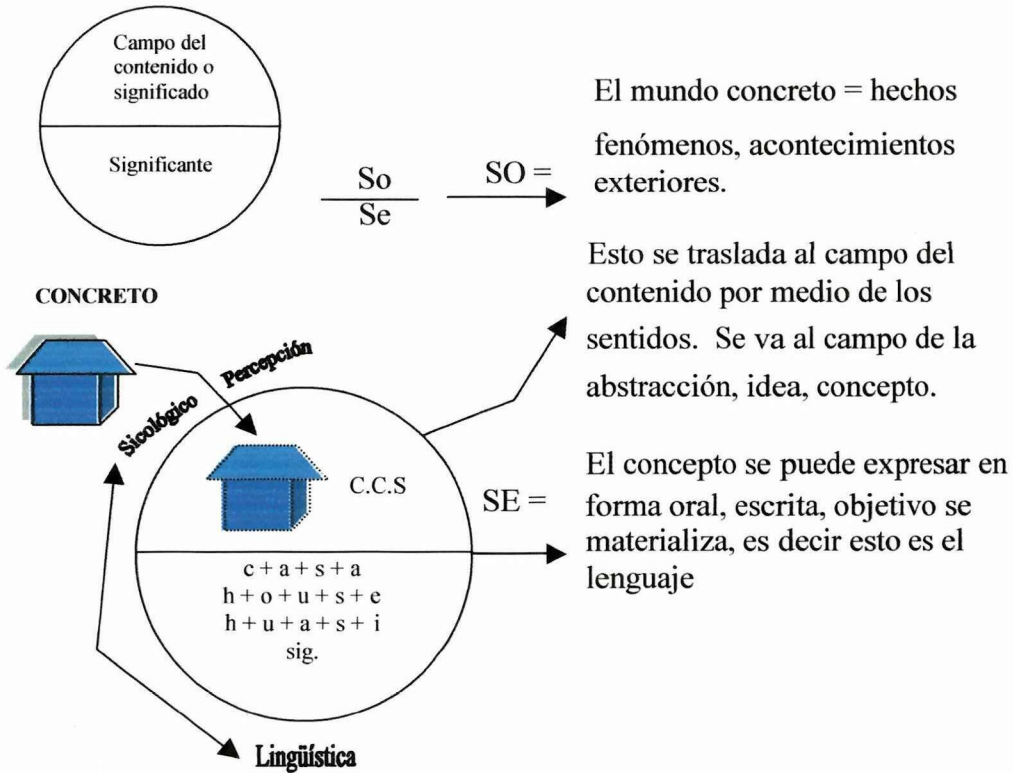 Campo del
contenido o
significado
Significante
So
Se
SO =
El mundo concreto = hechos
fenómenos, acontecimientos
exteriores.
Esto se traslada al campo del
contenido por medio de los
sentidos. Se va al campo de la
abstracción, idea, concepto.
CONCRETO
Percepción
Sicológico
C.C.S
SE =
El concepto se puede expresar en
forma oral, escrita, objetivo se
materializa, es decir esto es el
lenguaje
c + a + s + a
h + o + u + s + e
h + u + a + s + i
sig.
Lingüística